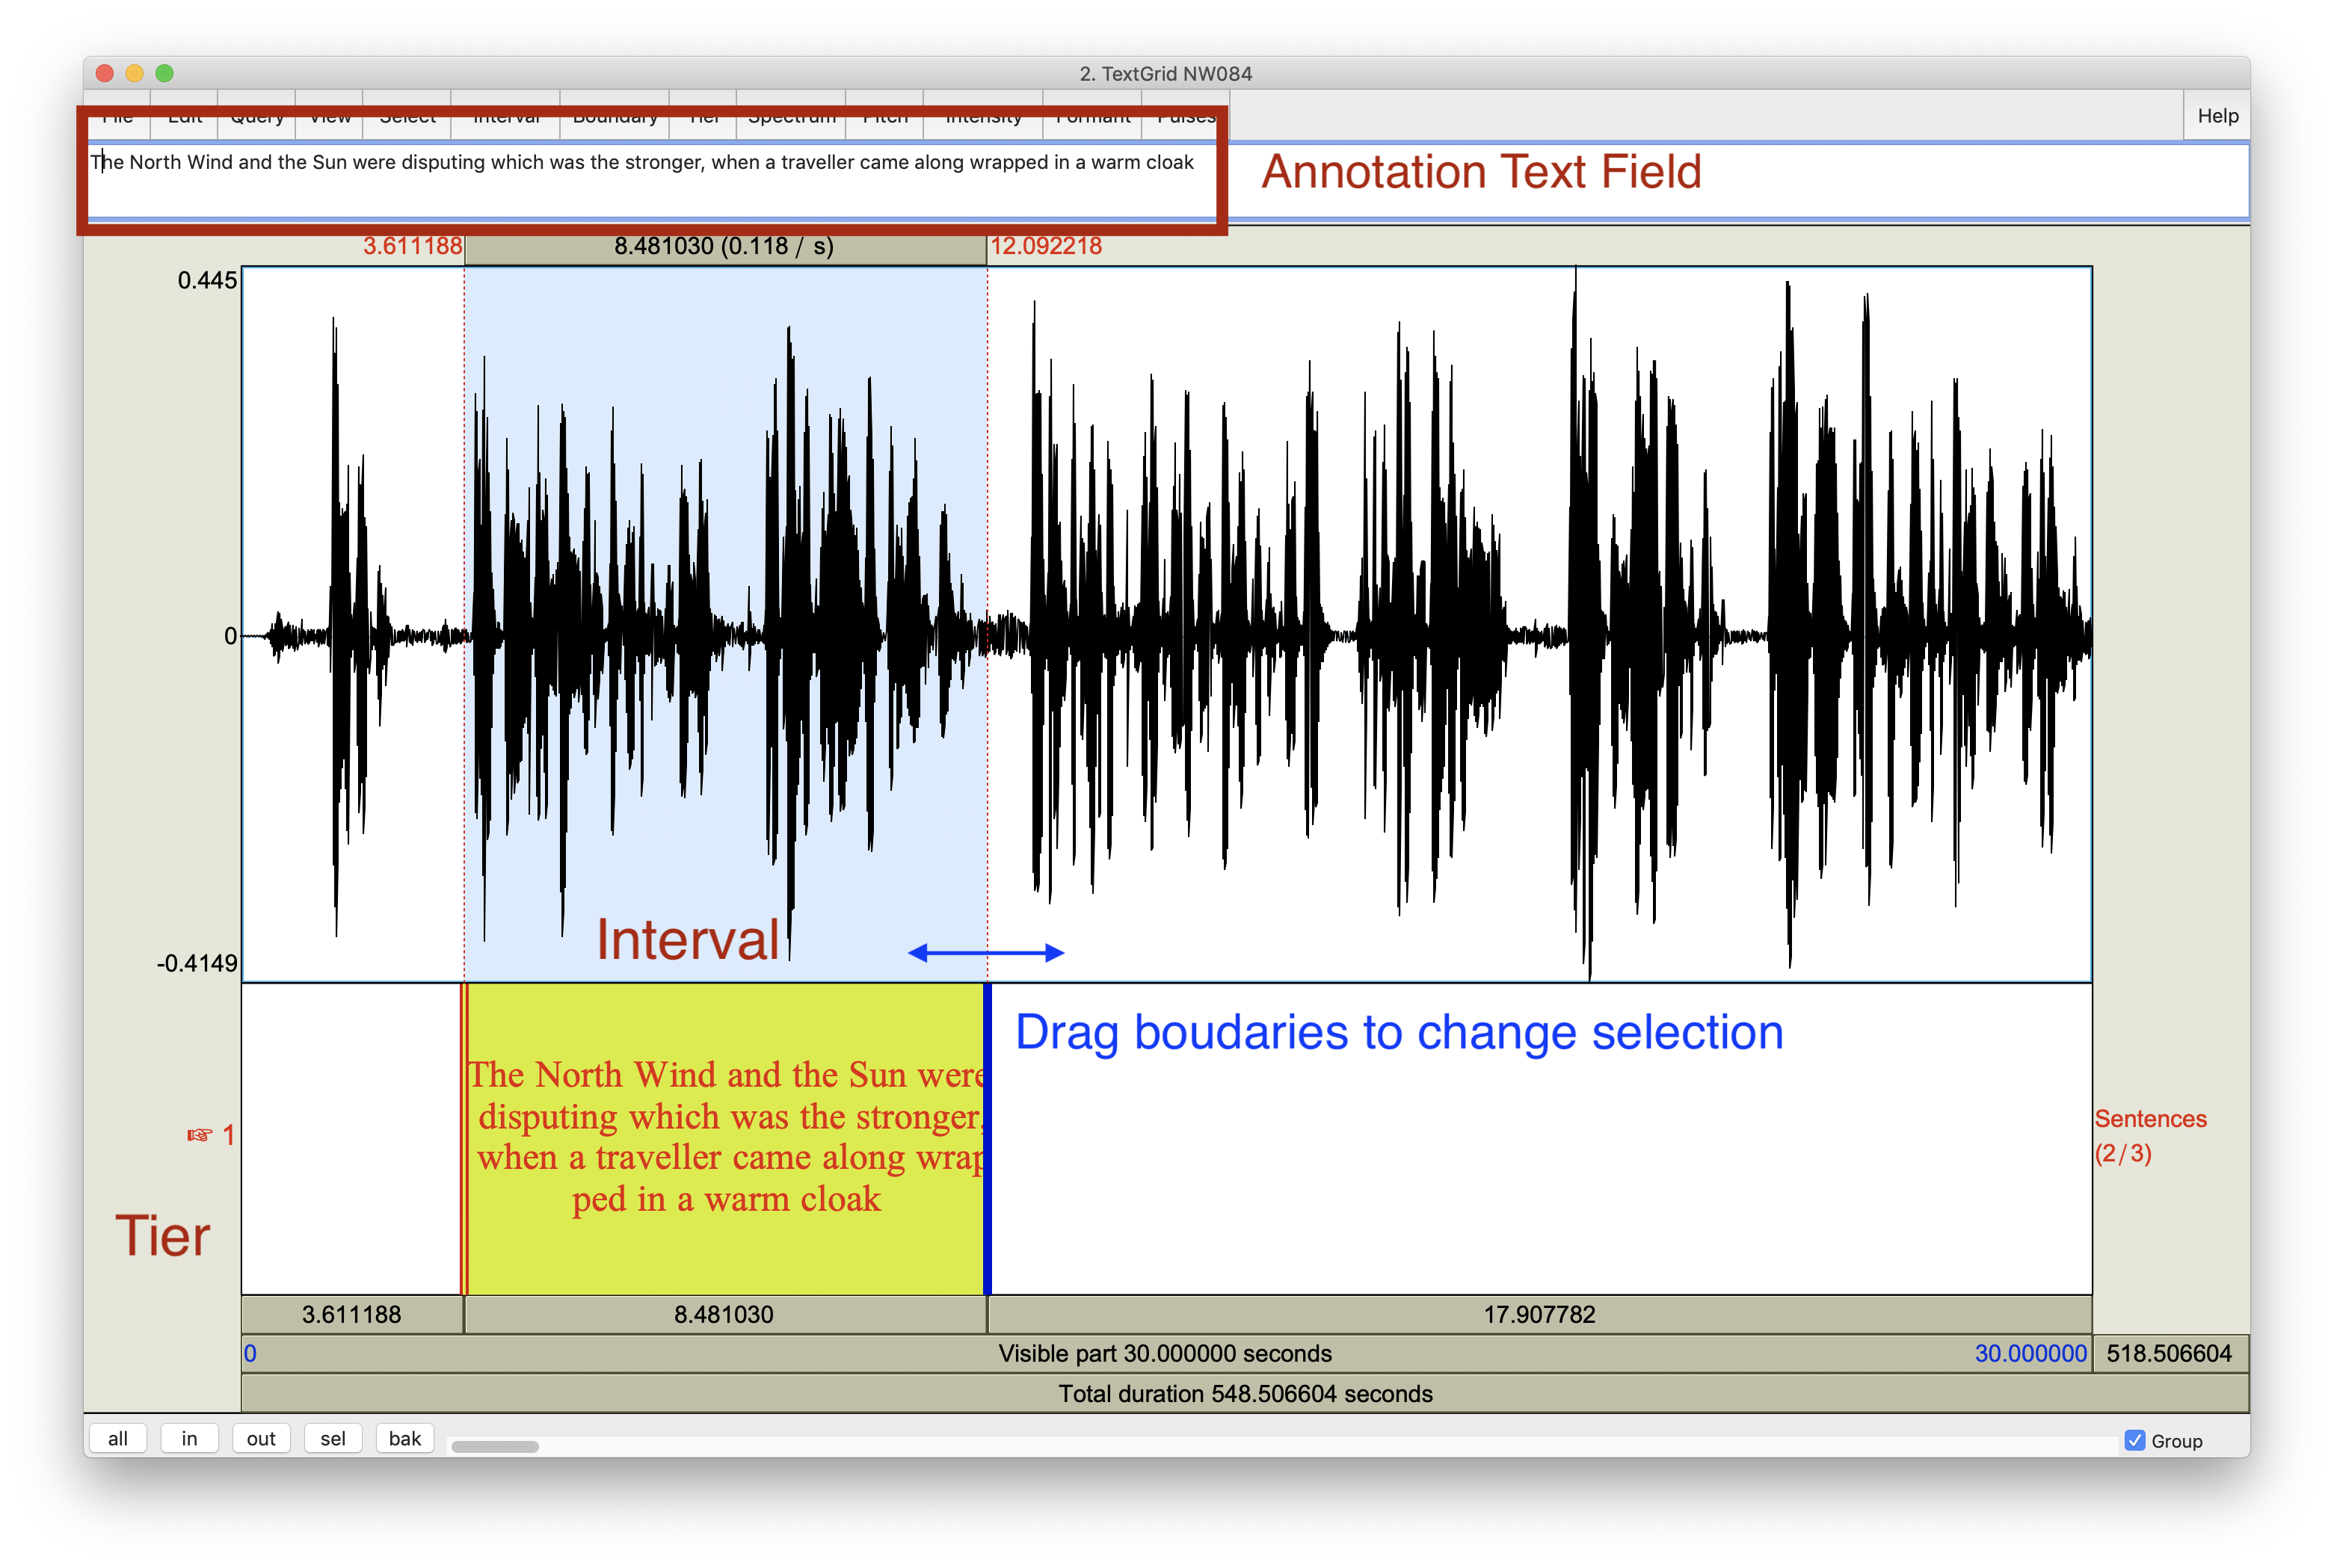 2. TextGrid NW084
File Edit Query View Select Interval Boundary Tier Spectrum Pitch Intensity Formant Pulses Help
The North Wind and the Sun were disputing which was the stronger, when a traveller came along wrapped in a warm cloak
Annotation Text Field
3.611188 8.481030 (0.118 / s) 12.092218
0.445
0
-0.4149
Interval
Drag boudaries to change selection
The North Wind and the Sun were
disputing which was the stronger,
when a traveller came along wrap
ped in a warm cloak
☞ 1
Sentences
(2/3)
Tier
3.611188 8.481030 17.907782
0 Visible part 30.000000 seconds 30.000000 518.506604
Total duration 548.506604 seconds
all in out sel bak Group